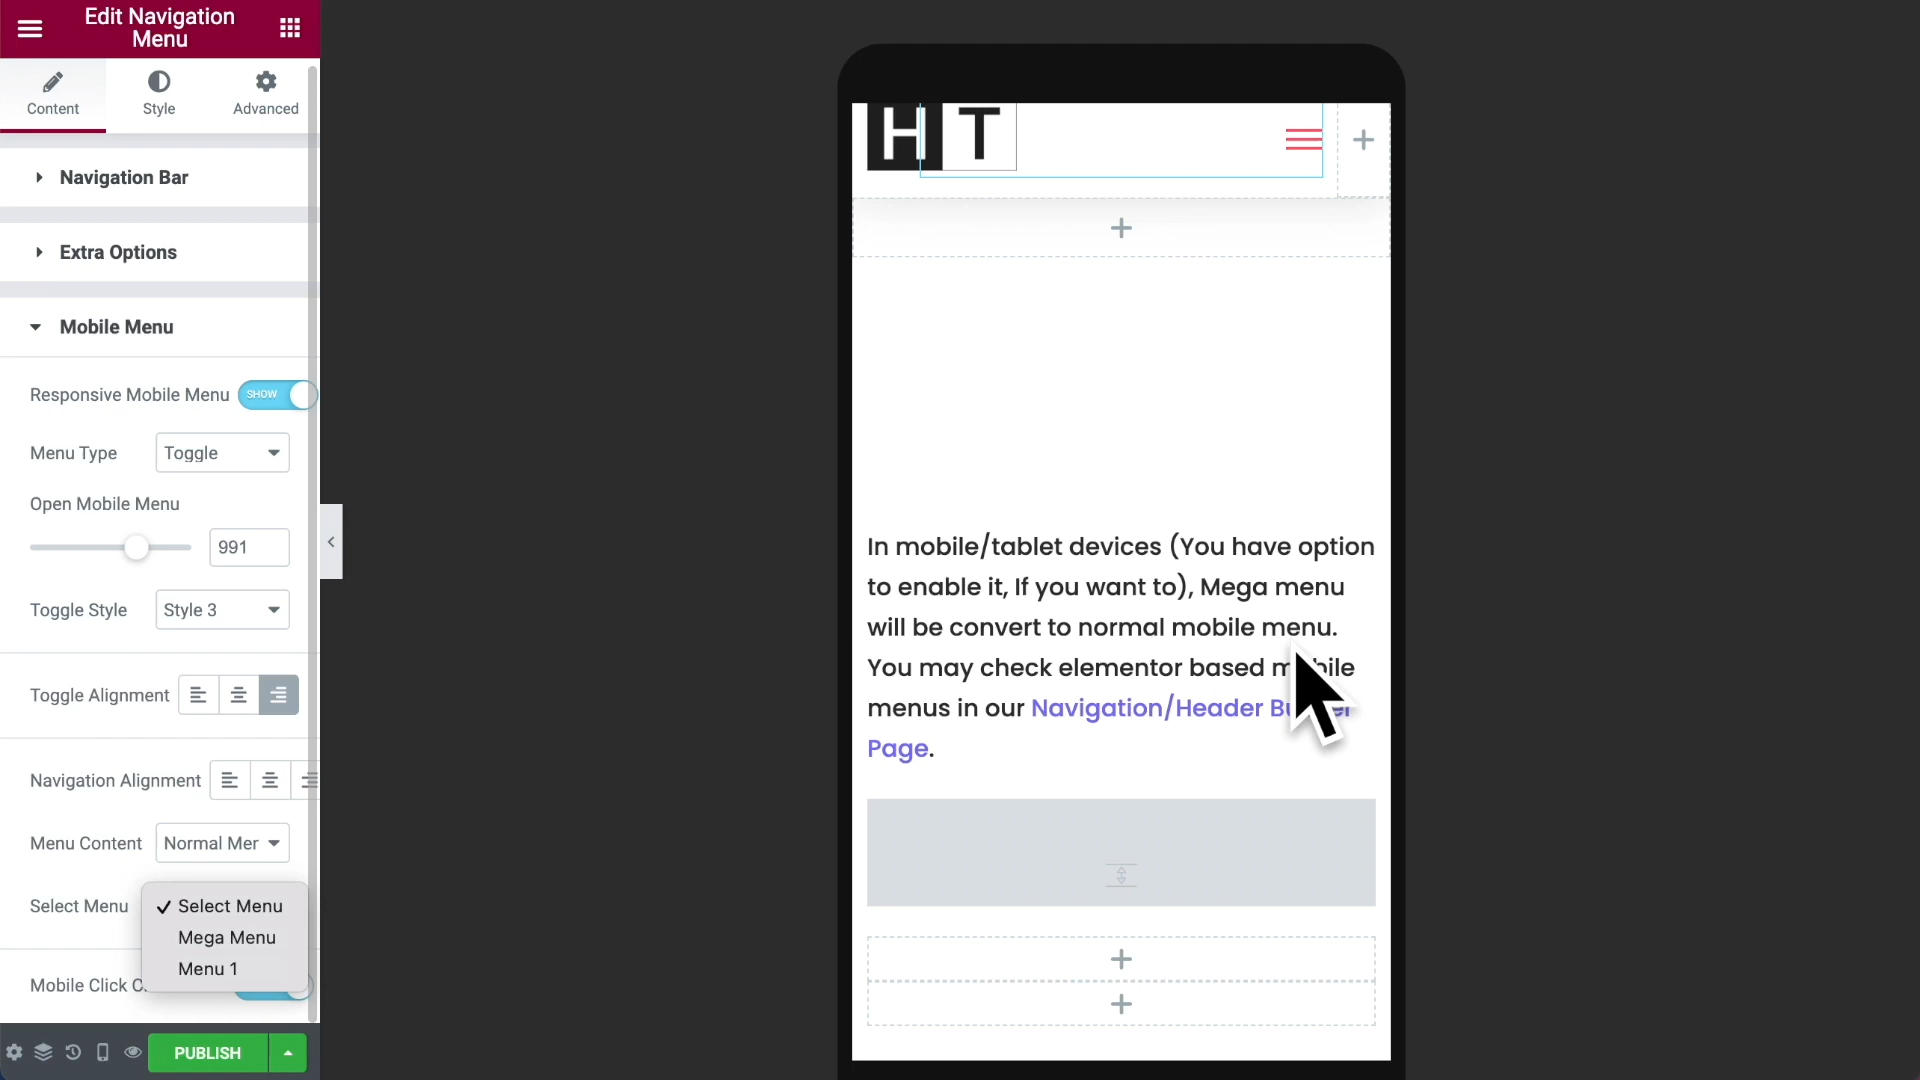 Edit Navigation
Menu
Content
Style
Advanced
Navigation Bar
Extra Options
Mobile Menu
Responsive Mobile Menu
SHOW
Menu Type
Toggle
Open Mobile Menu
991
Toggle Style
Style 3
Toggle Alignment
Navigation Alignment
Menu Content
Normal Mer
Select Menu
Select Menu
Mega Menu
Menu 1
Mobile Click
PUBLISH
H T
In mobile/tablet devices (You have option
to enable it, If you want to), Mega menu
will be convert to normal mobile menu.
You may check elementor based mobile
menus in our Navigation/Header Builder
Page.